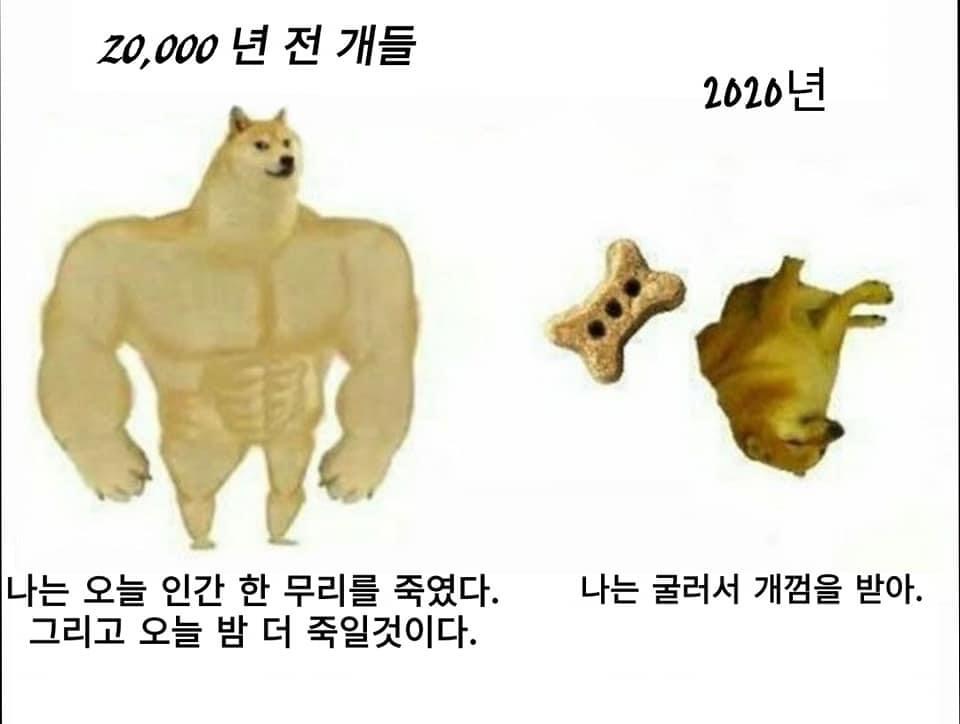 20,000 년 전 개들
2020년
나는 오늘 인간 한 무리를 죽였다.
그리고 오늘 밤 더 죽일것이다.
나는 굴러서 개껌을 받아.